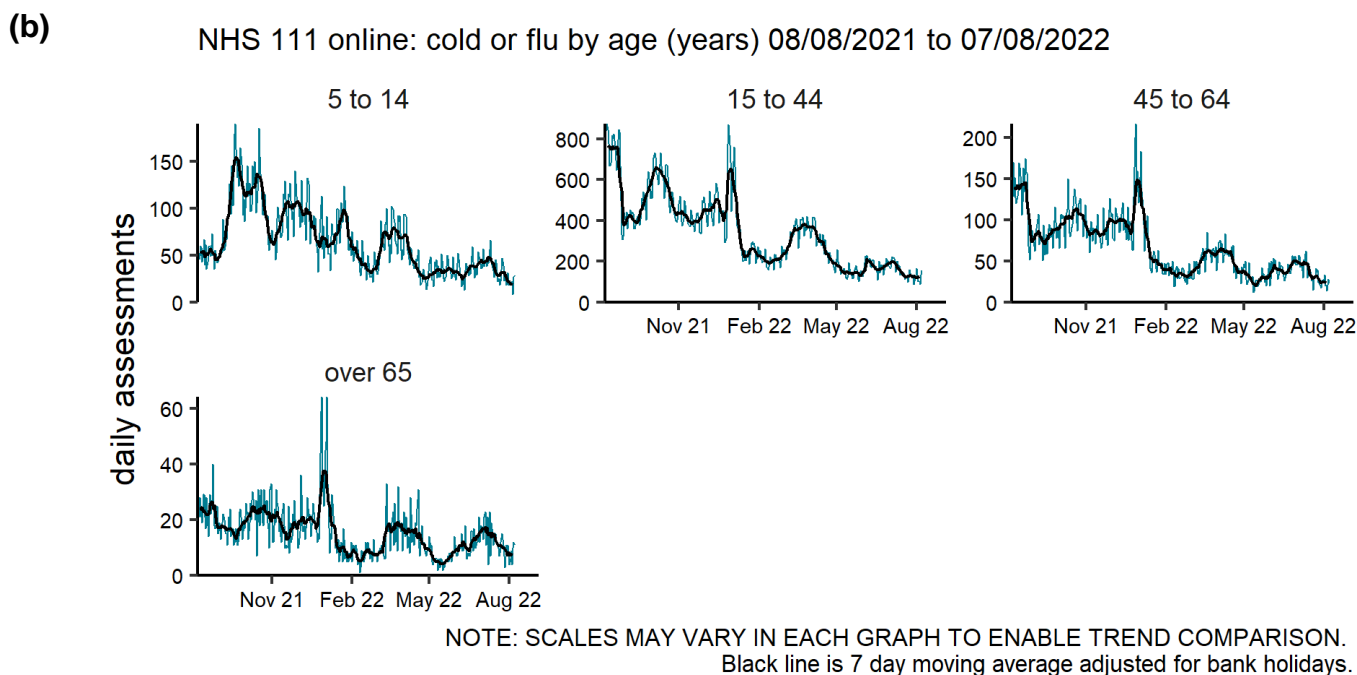 (b)
NHS 111 online: cold or flu by age (years) 08/08/2021 to 07/08/2022
5 to 14
15 to 44
45 to 64
150
100
50
0
800
600
400
200
0
200
150
100
50
0
Nov 21 Feb 22 May 22 Aug 22
Nov 21 Feb 22 May 22 Aug 22
daily assessments
over 65
60
40
20
0
Nov 21 Feb 22 May 22 Aug 22
NOTE: SCALES MAY VARY IN EACH GRAPH TO ENABLE TREND COMPARISON.
Black line is 7 day moving average adjusted for bank holidays.